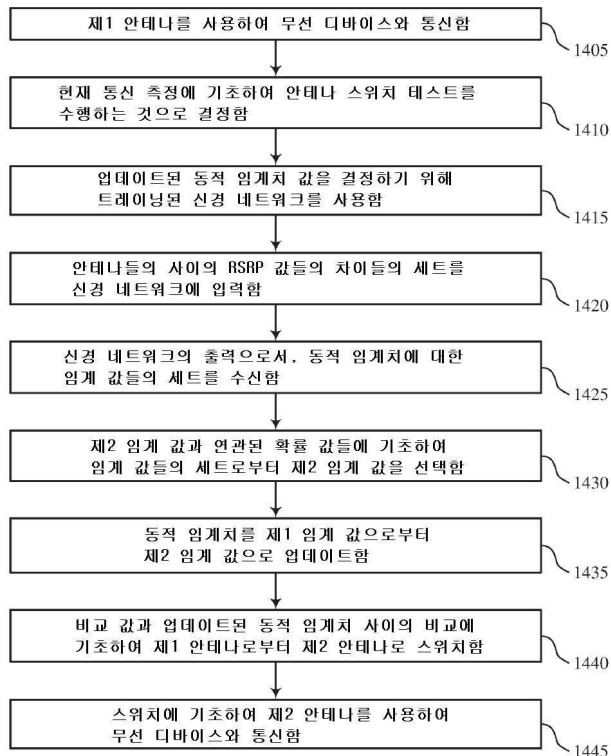 제1 안테나를 사용하여 무선 디바이스와 통신함
1405
현재 통신 측정에 기초하여 안테나 스위치 테스트를
수행하는 것으로 결정함
1410
업데이트된 동적 임계치 값을 결정하기 위해
트레이닝된 신경 네트워크를 사용함
1415
안테나들의 사이의 RSRP 값들의 차이들의 세트를
신경 네트워크에 입력함
1420
신경 네트워크의 출력으로서, 동적 임계치에 대한
임계 값들의 세트를 수신함
1425
제2 임계 값과 연관된 확률 값들에 기초하여
임계 값들의 세트로부터 제2 임계 값을 선택함
1430
동적 임계치를 제1 임계 값으로부터
제2 임계 값으로 업데이트함
1435
비교 값과 업데이트된 동적 임계치 사이의 비교에
기초하여 제1 안테나로부터 제2 안테나로 스위치함
1440
스위치에 기초하여 제2 안테나를 사용하여
무선 디바이스와 통신함
1445